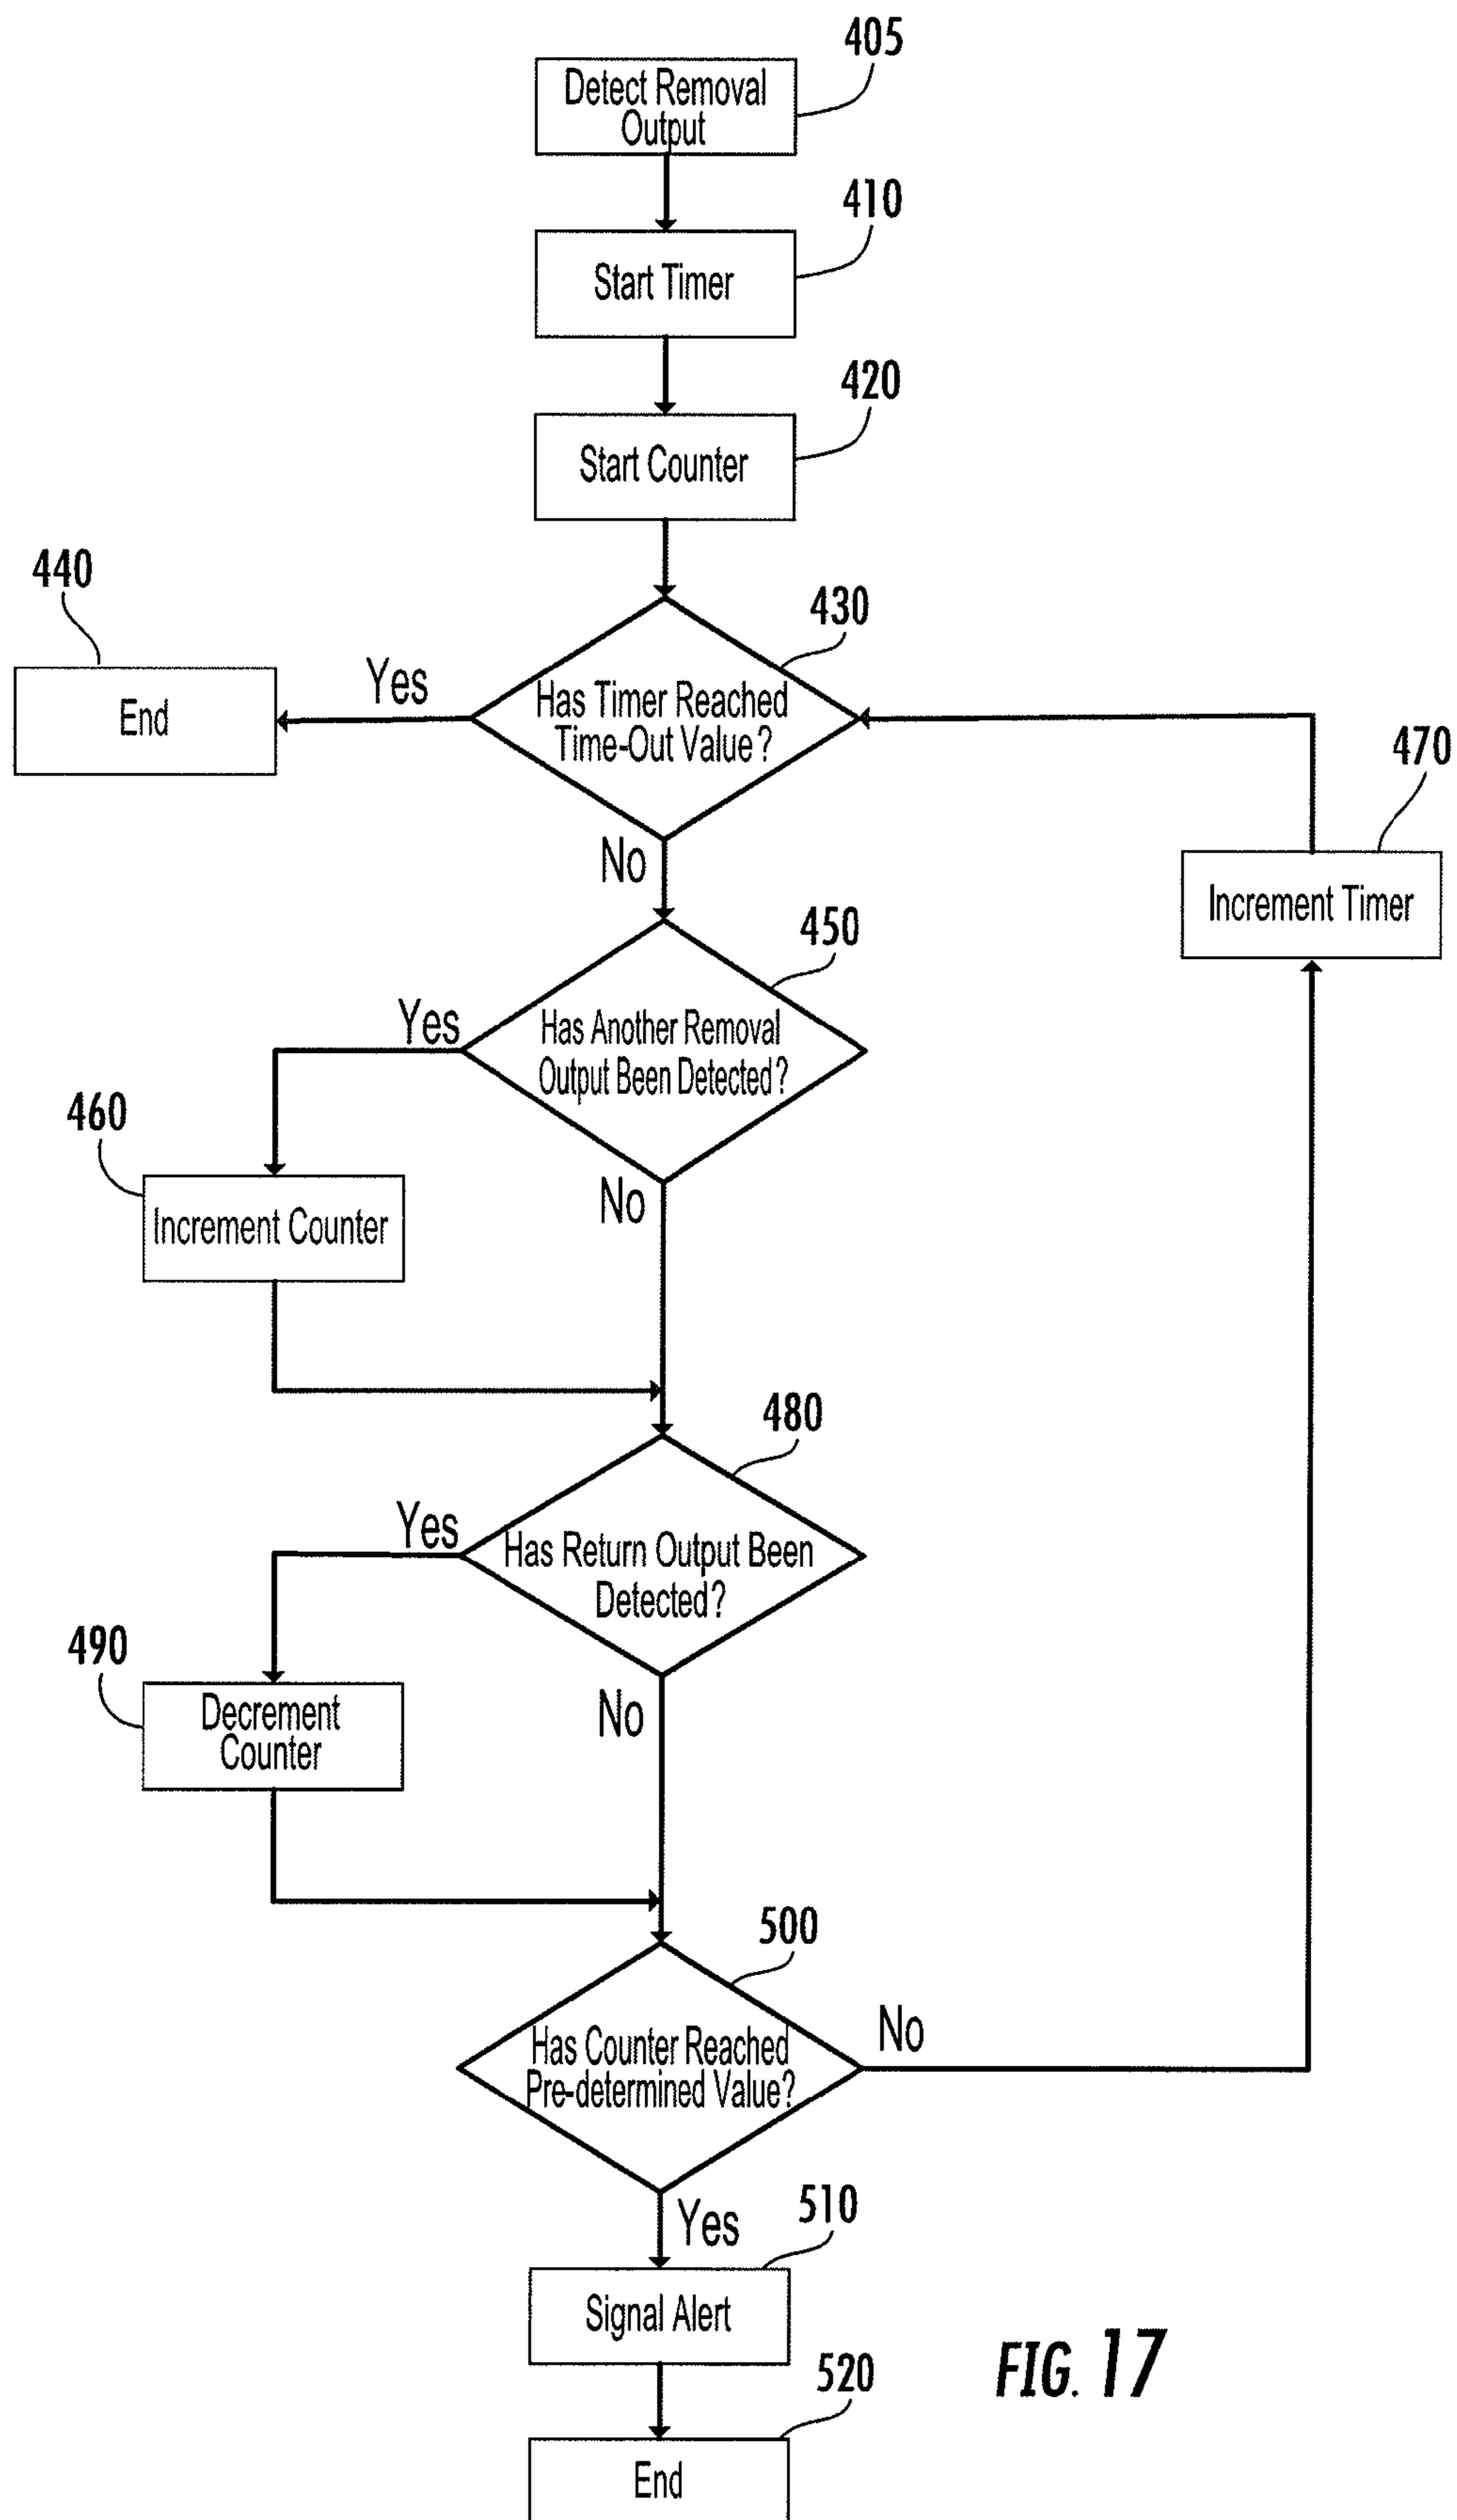 405
Detect Removal
Output
410
Start Timer
420
Start Counter
440
End
430
Yes
Has Timer Reached
Time-Out Value?
470
Increment Timer
No
450
Yes
Has Another Removal
Output Been Detected?
460
Increment Counter
No
480
Yes
Has Return Output Been
Detected?
490
Decrement
Counter
No
500
Has Counter Reached
Pre-determined Value?
No
Yes
510
Signal Alert
520
End
FIG. 17